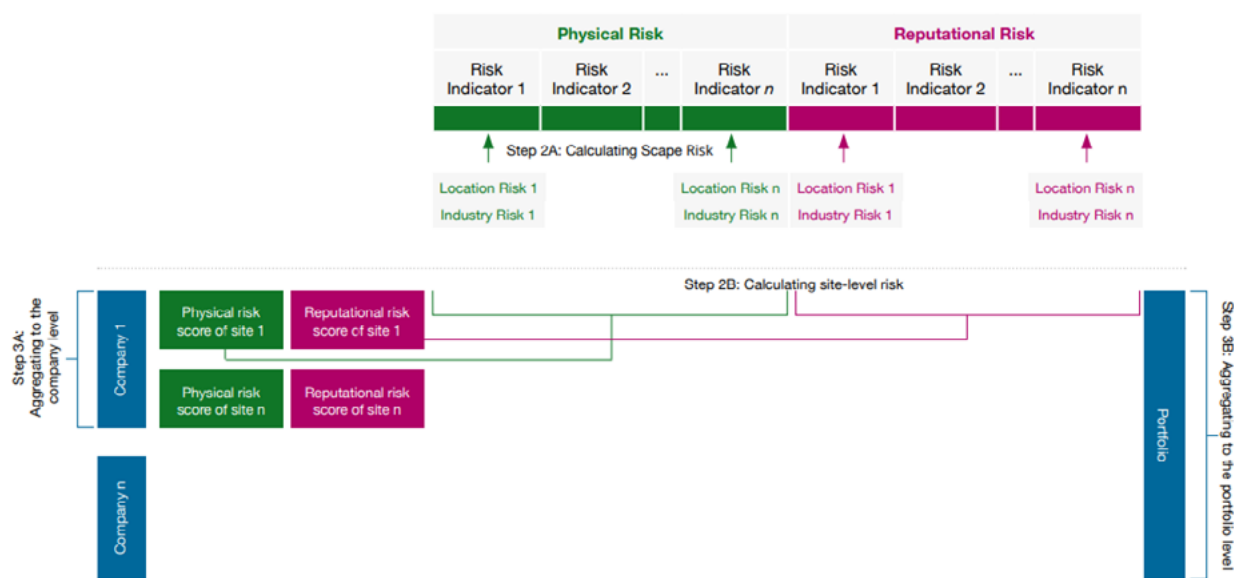 Physical Risk
Reputational Risk
Risk
Indicator 1
Risk
Indicator 2
...
Risk
Indicator n
Risk
Indicator 1
Risk
Indicator 2
...
Risk
Indicator n
Step 2A: Calculating Scape Risk
Location Risk 1
Industry Risk 1
Location Risk n
Industry Risk n
Location Risk 1
Industry Risk 1
Location Risk n
Industry Risk n
Step 2B: Calculating site-level risk
Step 3A:
Aggregating to the
company level
Company 1
Physical risk
score of site 1
Reputational risk
score of site 1
Physical risk
score of site n
Reputational risk
score of site n
Company n
Portfolio
Step 3B: Aggregating to the portfolio level